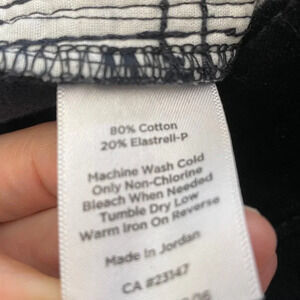 80% Cotton
20% Elastrell-p
Machine Wash Cold
Only Non-Chlorine
Bleach When Needed
Tumble Dry Low
Warm Iron On Reverse
Made In Jordan
CA #23147